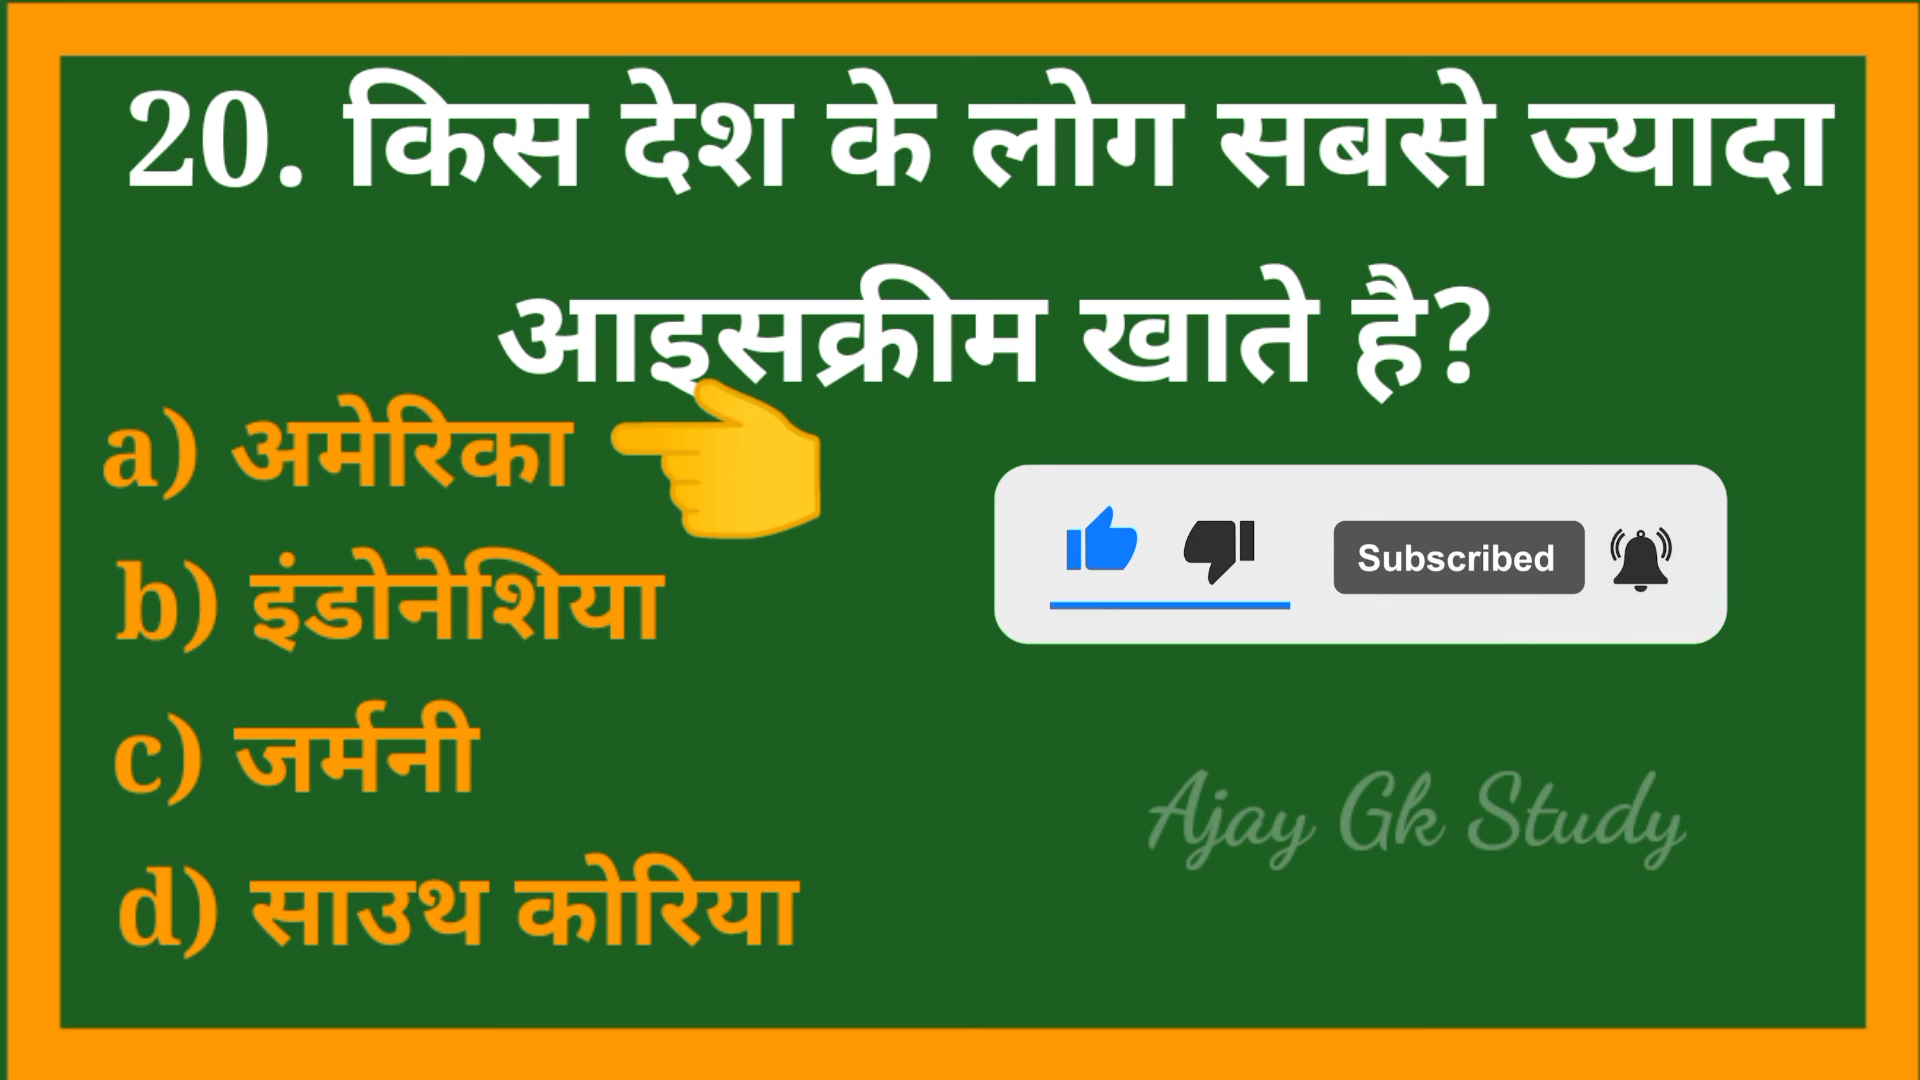 20. किस देश के लोग सबसे ज्यादा
आइसक्रीम खाते है?
a) अमेरिका
b) इंडोनेशिया
Subscribed
c) जर्मनी
d) साउथ कोरिया
Ajay Gk Study